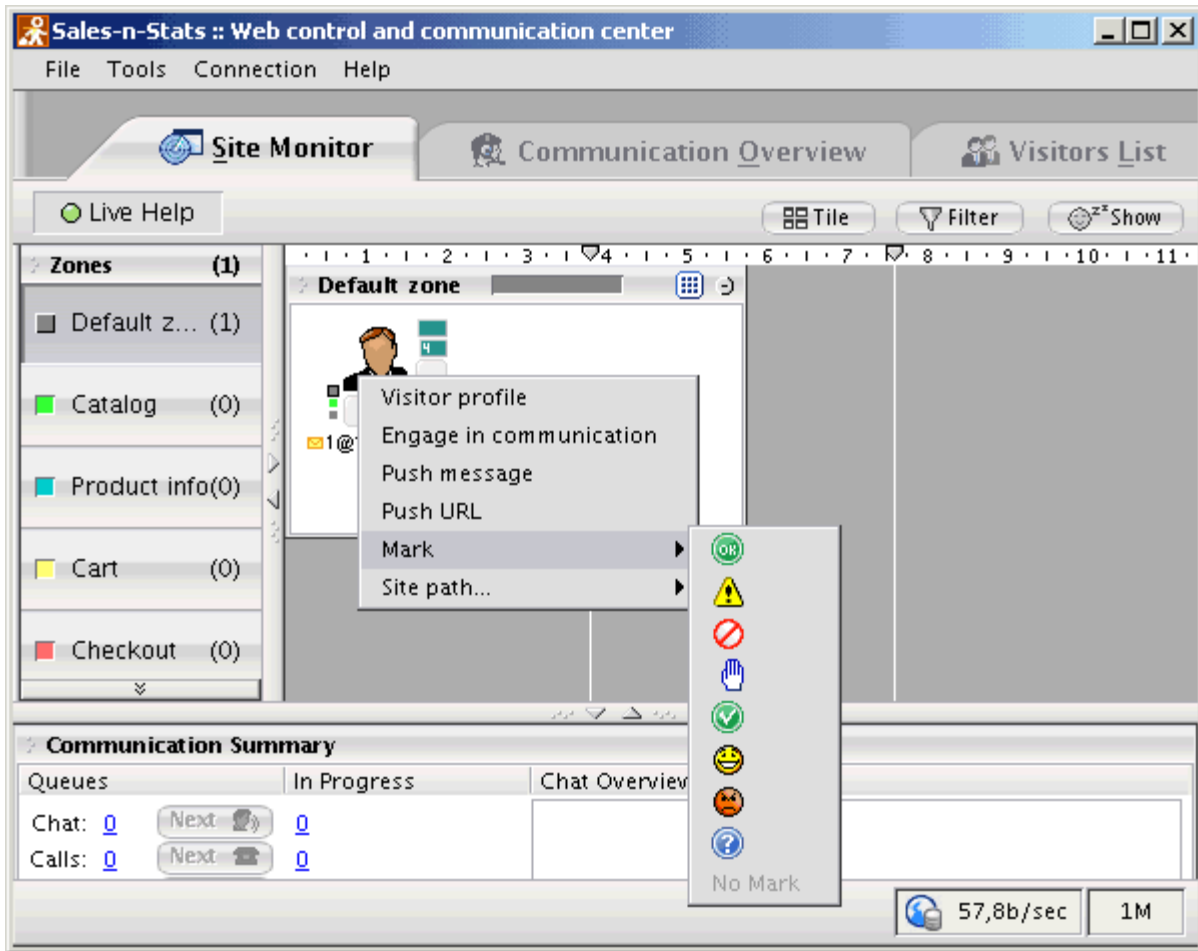 Sales-n-Stats :: Web control and communication center
File Tools Connection Help
Site Monitor Communication Overview Visitors List
Live Help Tile Filter zzz Show
Zones (1)
1 2 3 4 5 6 7 8 9 10 11
Default zone
Default z... (1)
4
Catalog (0)
1@
Product info(0)
Cart (0)
Checkout (0)
Visitor profile
Engage in communication
Push message
Push URL
Mark
Site path...
OK
No Mark
Communication Summary
Queues In Progress Chat Overview
Chat: 0 Next 0
Calls: 0 Next 0
57,8b/sec 1M